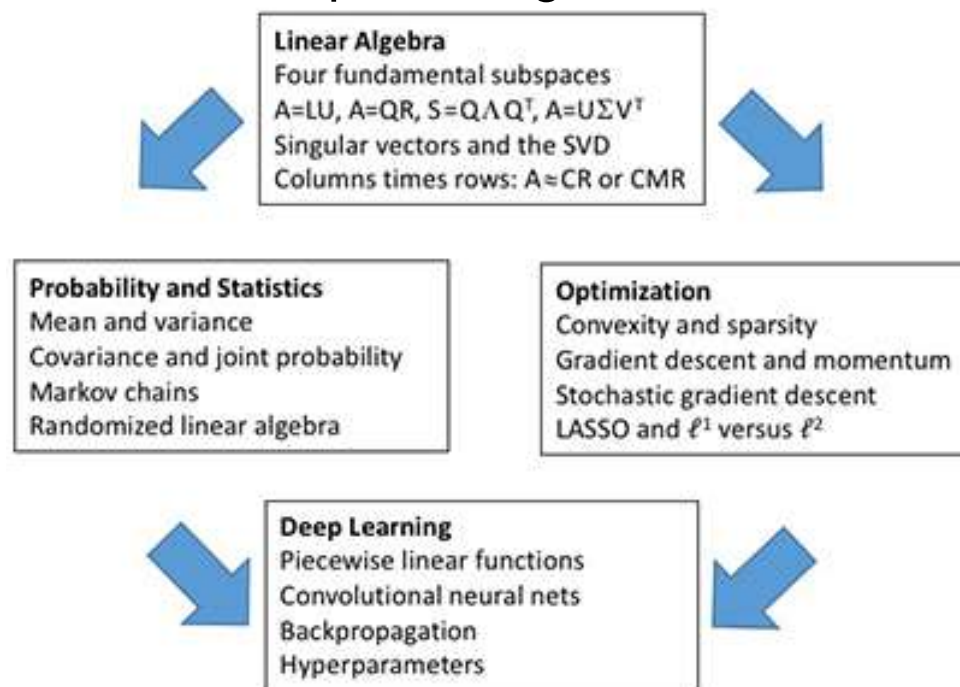 Linear Algebra
Four fundamental subspaces
A=LU, A=QR, S=QΛQᵀ, A=UΣVᵀ
Singular vectors and the SVD
Columns times rows: A≈CR or CMR
Probability and Statistics
Mean and variance
Covariance and joint probability
Markov chains
Randomized linear algebra
Optimization
Convexity and sparsity
Gradient descent and momentum
Stochastic gradient descent
LASSO and ℓ¹ versus ℓ²
Deep Learning
Piecewise linear functions
Convolutional neural nets
Backpropagation
Hyperparameters